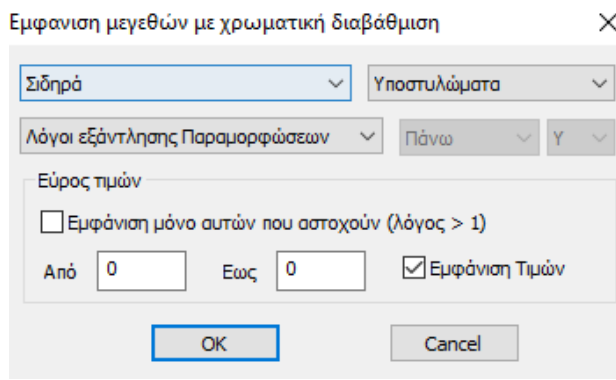 Εμφανιση μεγεθών με χρωματική διαβάθμιση
Σιδηρά Υποστυλώματα
Λόγοι εξάντλησης Παραμορφώσεων Πάνω Υ
Εύρος τιμών
Εμφάνιση μόνο αυτών που αστοχούν (λόγος > 1)
Από 0 Εως 0 Εμφάνιση Τιμών
OK Cancel